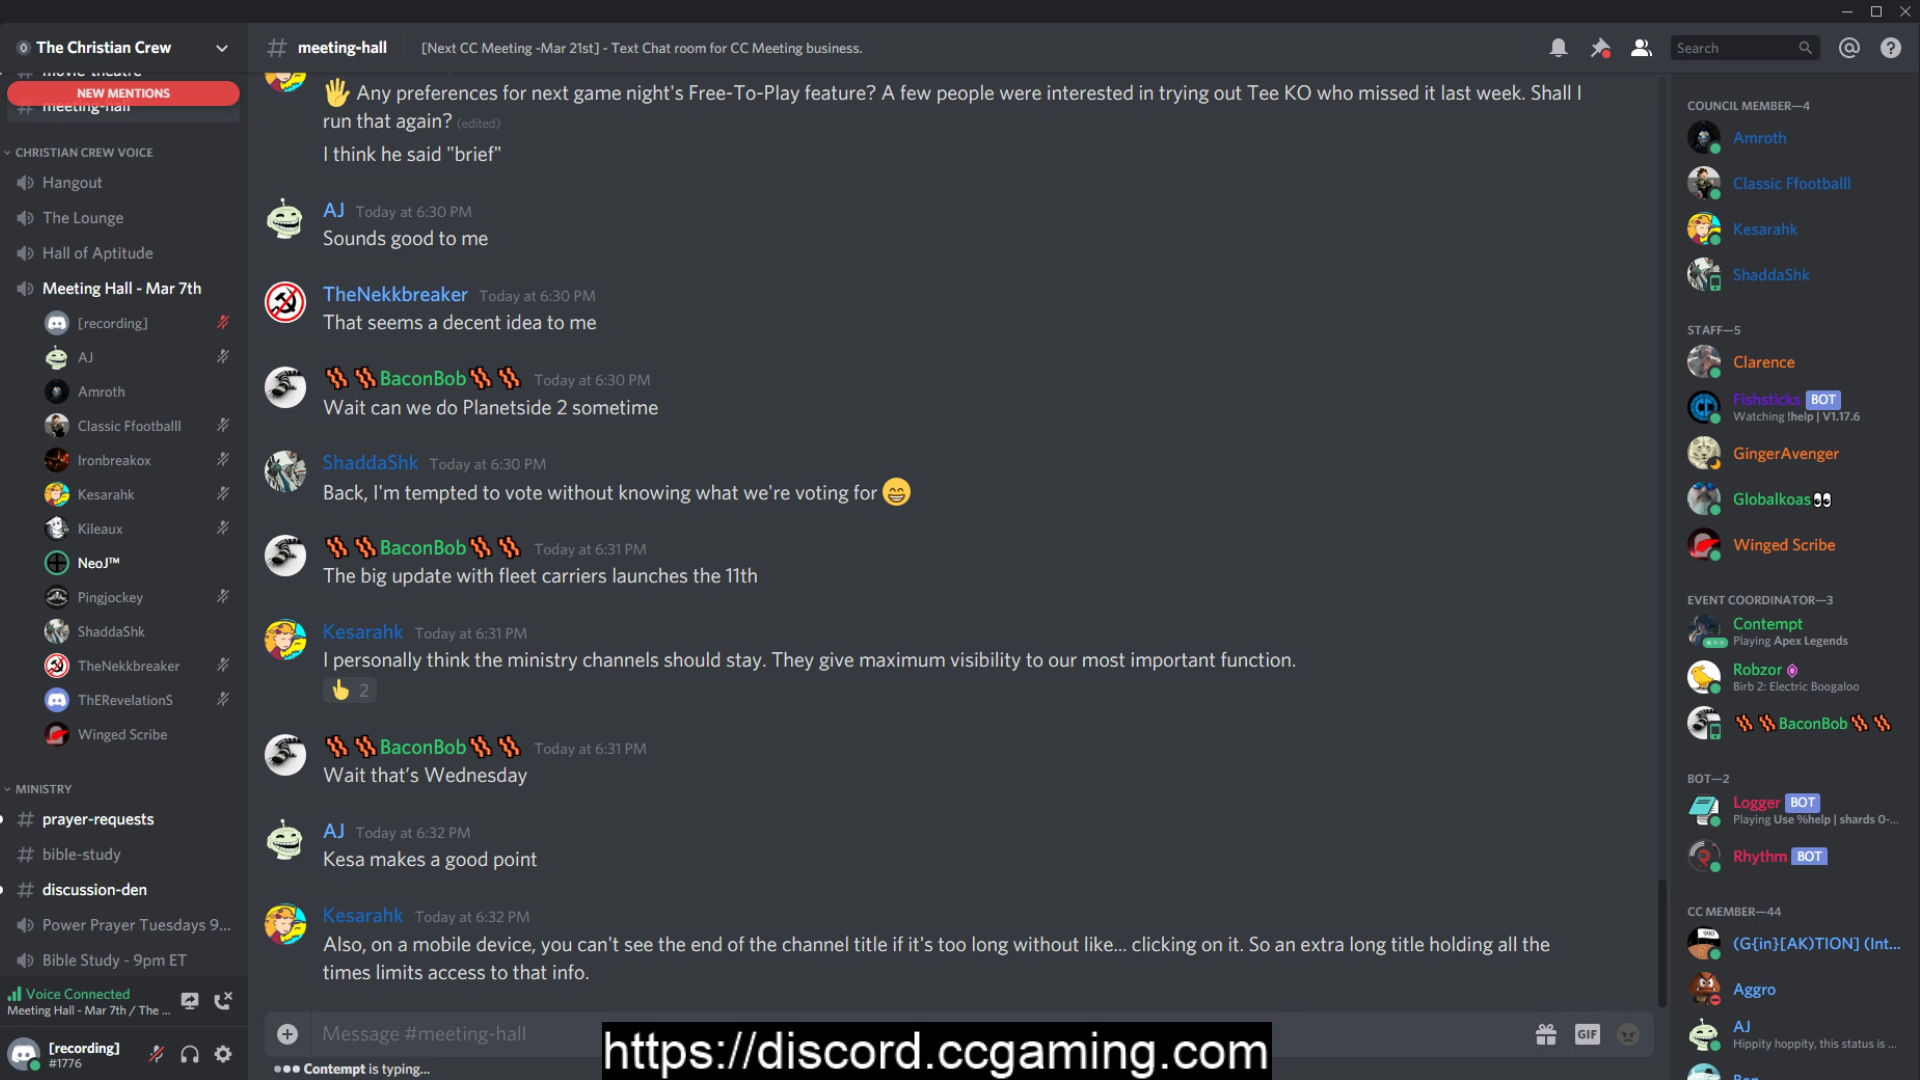 The Christian Crew
movie-theatre
NEW MENTIONS
meeting-hall
CHRISTIAN CREW VOICE
Hangout
The Lounge
Hall of Aptitude
Meeting Hall - Mar 7th
[recording]
AJ
Amroth
Classic Ffootballl
Ironbreakox
Kesarahk
Kileaux
NeoJ™
Pingjockey
ShaddaShk
TheNekkbreaker
ThERevelationS
Winged Scribe
MINISTRY
# prayer-requests
# bible-study
# discussion-den
Power Prayer Tuesdays 9...
Bible Study - 9pm ET
Voice Connected
Meeting Hall - Mar 7th / The ...
[recording]
#1776
# meeting-hall
[Next CC Meeting -Mar 21st] - Text Chat room for CC Meeting business.
Search
🖐 Any preferences for next game night's Free-To-Play feature? A few people were interested in trying out Tee KO who missed it last week. Shall I
run that again? (edited)
I think he said "brief"
AJ Today at 6:30 PM
Sounds good to me
TheNekkbreaker Today at 6:30 PM
That seems a decent idea to me
🥓🥓BaconBob🥓🥓 Today at 6:30 PM
Wait can we do Planetside 2 sometime
ShaddaShk Today at 6:30 PM
Back, I'm tempted to vote without knowing what we're voting for 😄
🥓🥓BaconBob🥓🥓 Today at 6:31 PM
The big update with fleet carriers launches the 11th
Kesarahk Today at 6:31 PM
I personally think the ministry channels should stay. They give maximum visibility to our most important function.
👆 2
🥓🥓BaconBob🥓🥓 Today at 6:31 PM
Wait that's Wednesday
AJ Today at 6:32 PM
Kesa makes a good point
Kesarahk Today at 6:32 PM
Also, on a mobile device, you can't see the end of the channel title if it's too long without like... clicking on it. So an extra long title holding all the
times limits access to that info.
Message #meeting-hall
GIF
Contempt is typing...
https://discord.ccgaming.com
COUNCIL MEMBER—4
Amroth
Classic Ffootballl
Kesarahk
ShaddaShk
STAFF—5
Clarence
Fishsticks BOT
Watching !help | V1.17.6
GingerAvenger
Globalkoas👀
Winged Scribe
EVENT COORDINATOR—3
Contempt
Playing Apex Legends
Robzor
Birb 2: Electric Boogaloo
🥓🥓BaconBob🥓🥓
BOT—2
Logger BOT
Playing Use %help | shards 0-...
Rhythm BOT
CC MEMBER—44
(G{in}[AK)TION] (Int...
Aggro
AJ
Hippity hoppity, this status is ...